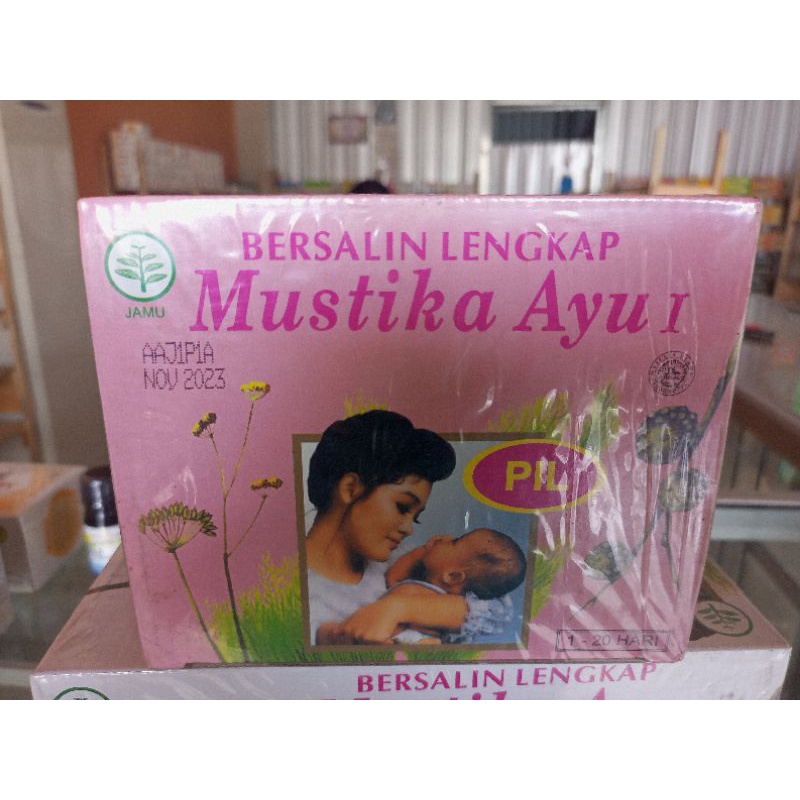 BERSALIN LENGKAP
Mustika Ayu I
JAMU
AAJ1P1A
NOV 2023
PIL
1 - 20 HARI
BERSALIN LENGKAP